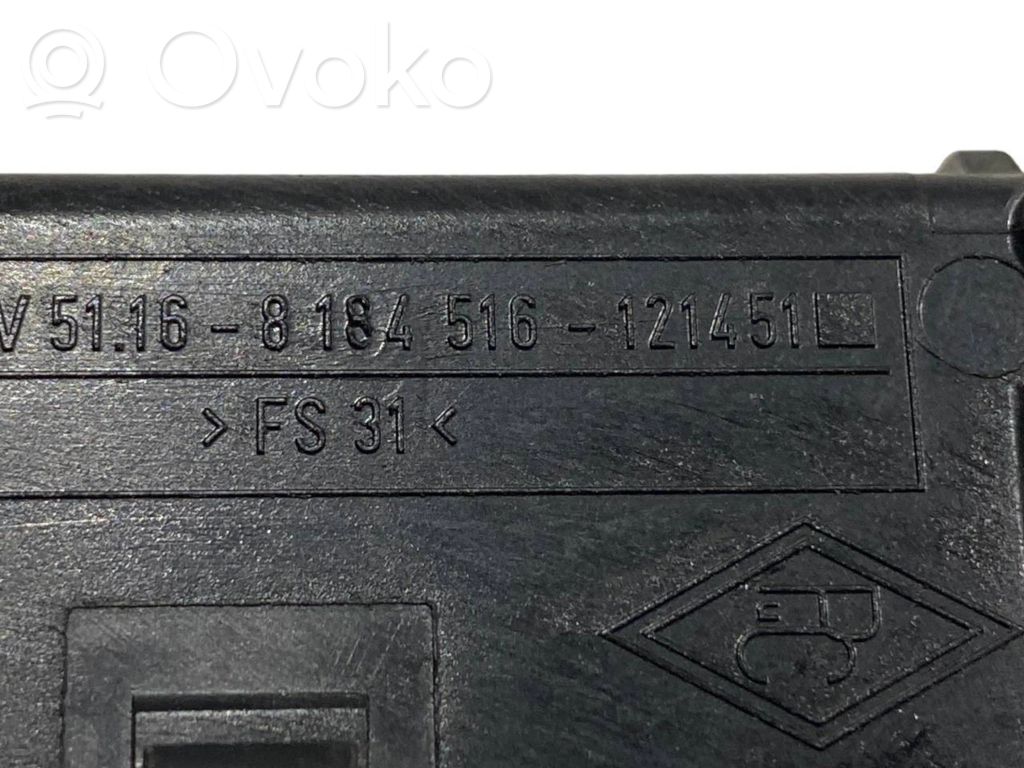 Ovoko
V 51.16 - 8 184 516 - 121451
> FS 31 <